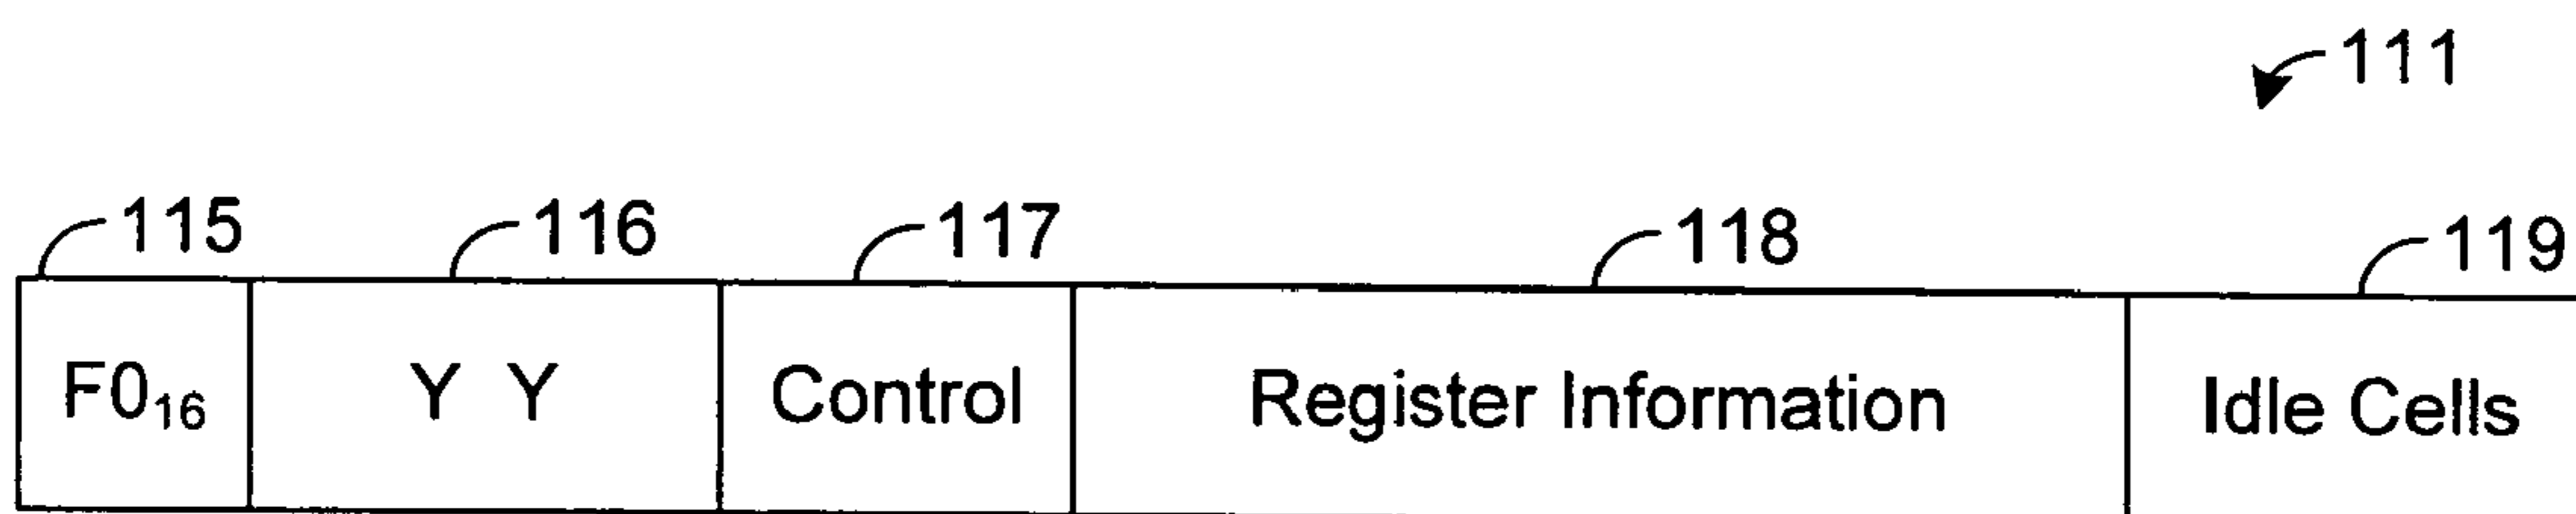 111
115 116 117 118 119
F0₁₆ Y Y Control Register Information Idle Cells